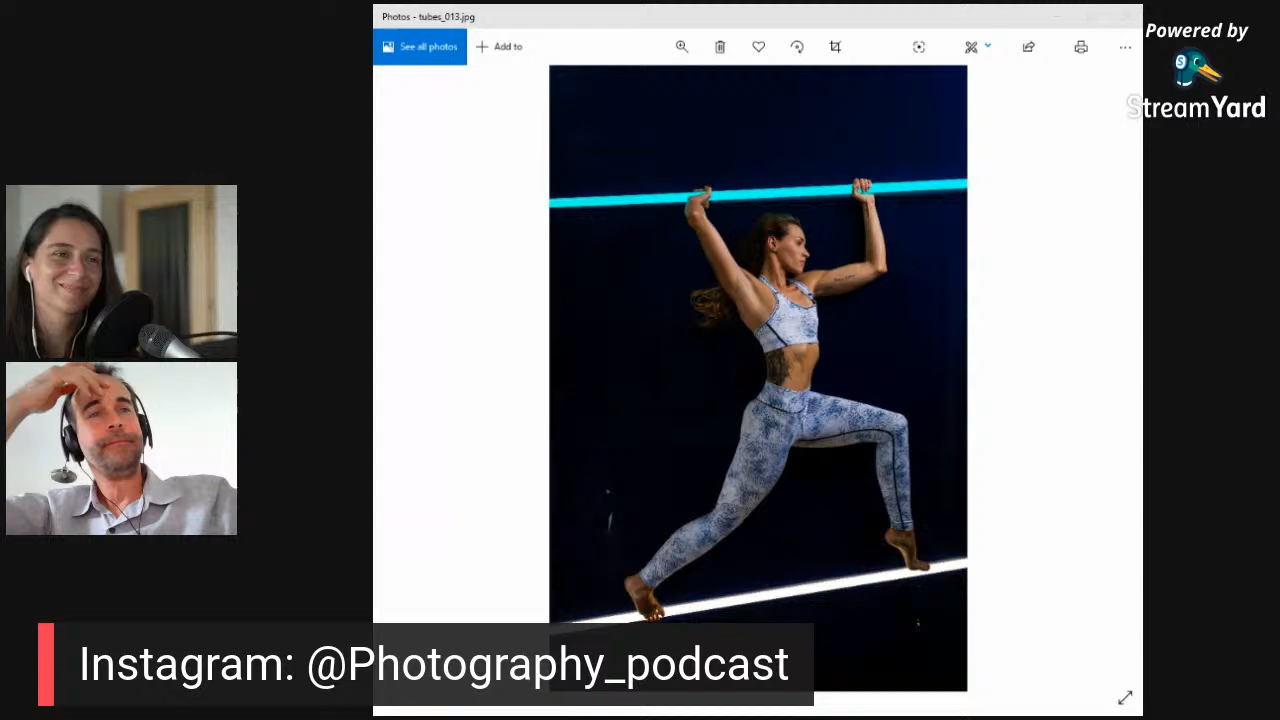 Photos - tubes_013.jpg
See all photos
Add to
Powered by
StreamYard
Instagram: @Photography_podcast